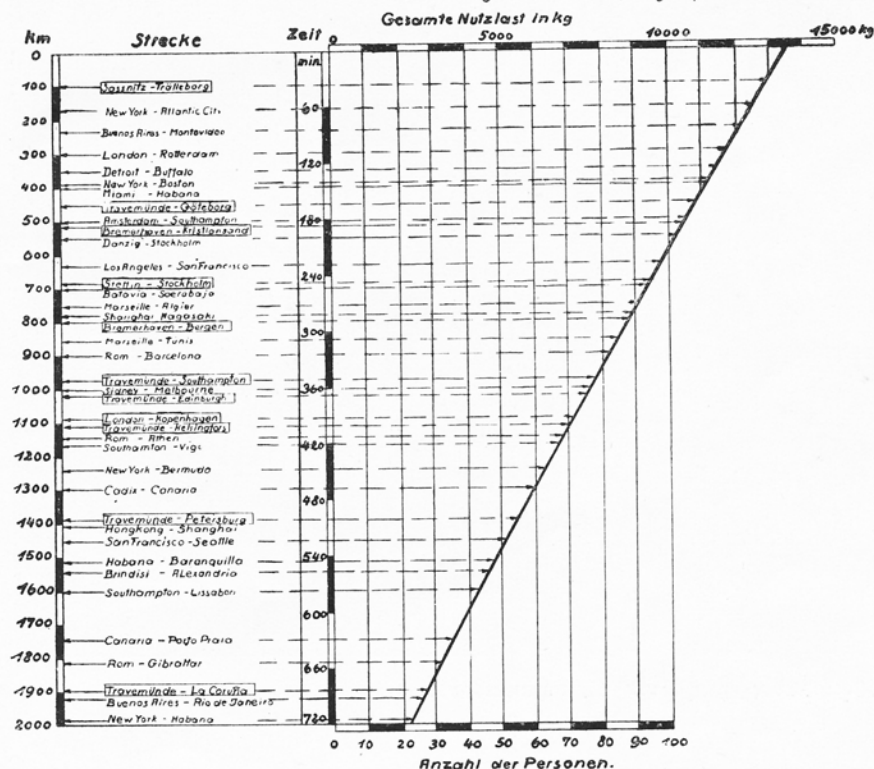 Gesamte Nutzlast in kg
km Strecke Zeit 0 5000 10000 15000 kg
0 min.
100 Sassnitz - Trälleborg
New York - Atlantic City 60
200
Buenos Aires - Montevideo
300 London - Rotterdam
Detroit - Buffalo 120
400 New York - Boston
Miami - Habana
Travemünde - Göteborg
500 Amsterdam - Southampton 180
Bremerhaven - Kristiansand
Danzig - Stockholm
600
Los Angeles - San Francisco 240
Stettin - Stockholm
700 Batavia - Soerabaja
Marseille - Algier
Shanghai Nagasaki
800 Bremerhaven - Bergen 300
Marseille - Tunis
900 Rom - Barcelona
Travemünde - Southampton
1000 Sidney - Melbourne 360
Travemünde - Edinburgh
London - Kopenhagen
1100 Travemünde - Helsingfors
Rom - Athen 420
1200 Southamton - Vigo
New York - Bermuda
1300 Cadix - Canaria 480
1400 Travemünde - Petersburg
Hongkong - Shanghai
San Francisco - Seattle
1500 Habana - Baranquilla 540
Brindisi - Alexandria
1600 Southampton - Lissabon 600
1700
Canaria - Porto Praia
1800 Rom - Gibraltar 660
1900 Travemünde - La Coruña
Buenos Aires - Rio de Janeiro
2000 New York - Habana 720
0 10 20 30 40 50 60 70 80 90 100
Anzahl der Personen.